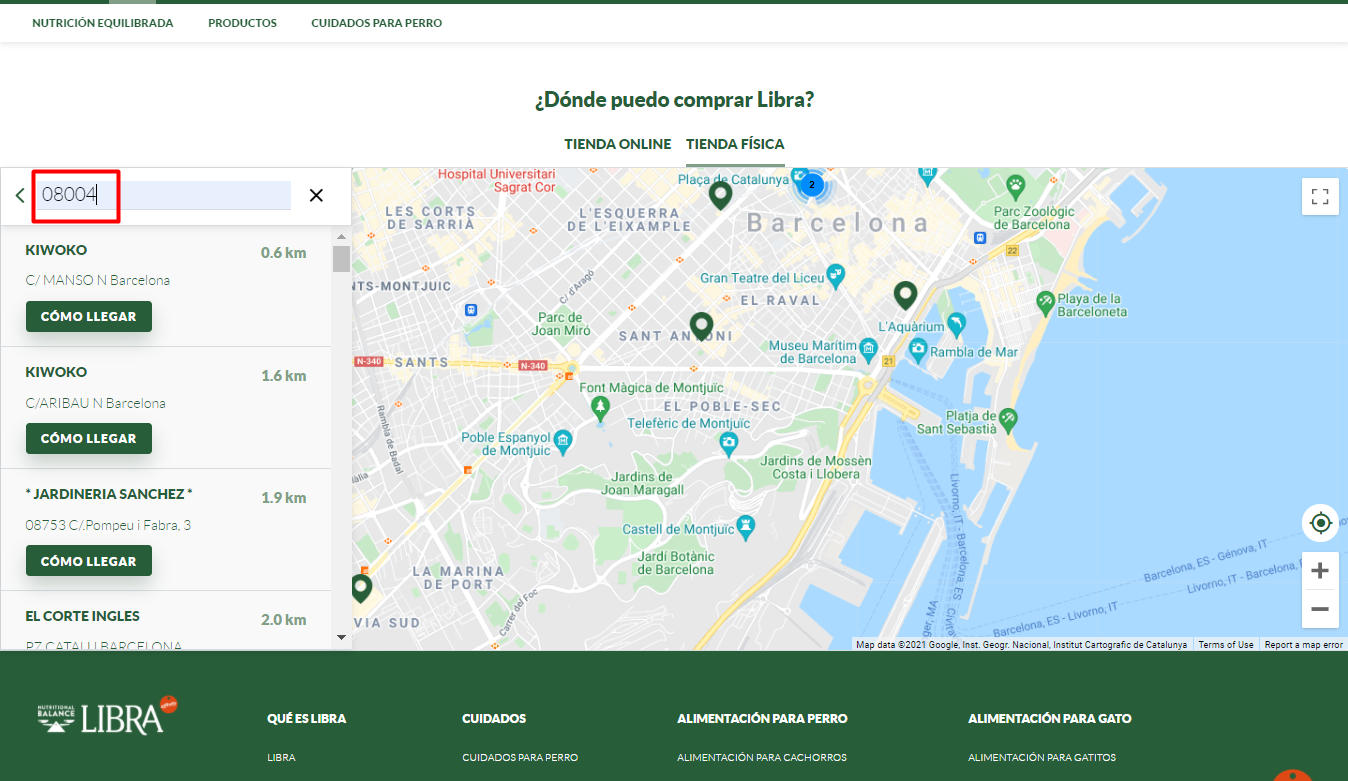 NUTRICIÓN EQUILIBRADA
PRODUCTOS
CUIDADOS PARA PERRO
¿Dónde puedo comprar Libra?
TIENDA ONLINE
TIENDA FÍSICA
08004
KIWOKO
0.6 km
C/ MANSO N Barcelona
CÓMO LLEGAR
KIWOKO
1.6 km
C/ARIBAU N Barcelona
CÓMO LLEGAR
* JARDINERIA SANCHEZ *
1.9 km
08753 C/.Pompeu i Fabra, 3
CÓMO LLEGAR
EL CORTE INGLES
2.0 km
Hospital Universitari
Sagrat Cor
Plaça de Catalunya
2
LES CORTS
DE SARRIÀ
L'ESQUERRA
DE L'EIXAMPLE
Barcelona
Parc Zoològic
de Barcelona
22
Gran Teatre del Liceu
NTS-MONTJUIC
C/ d'Aragó
EL RAVAL
Playa de la
Barceloneta
Parc de
Joan Miró
SANT ANTONI
L'Aquàrium
Museu Marítim
de Barcelona
Rambla de Mar
N-340
SANTS
N-340
21
Font Màgica de Montjuïc
EL POBLE-SEC
Rambla de Badal
Telefèric de Montjuïc
Platja de
Sant Sebastià
Poble Espanyol
de Montjuïc
Jardins de Mossèn
Costa i Llobera
Jardins de
Joan Maragall
Castell de Montjuïc
Jardí Botànic
de Barcelona
LA MARINA
DE PORT
Carrer del Foc
VIA SUD
Livorno, IT - Barcelona, ES
Barcelona, ES - Génova, IT
Livorno, IT - Barcelona,
Barcelona, ES - Livorno, IT
Map data ©2021 Google, Inst. Geogr. Nacional, Institut Cartogràfic de Catalunya
Terms of Use
Report a map error
NUTRITIONAL
BALANCE
LIBRA
QUÉ ES LIBRA
CUIDADOS
ALIMENTACIÓN PARA PERRO
ALIMENTACIÓN PARA GATO
LIBRA
CUIDADOS PARA PERRO
ALIMENTACIÓN PARA CACHORROS
ALIMENTACIÓN PARA GATITOS